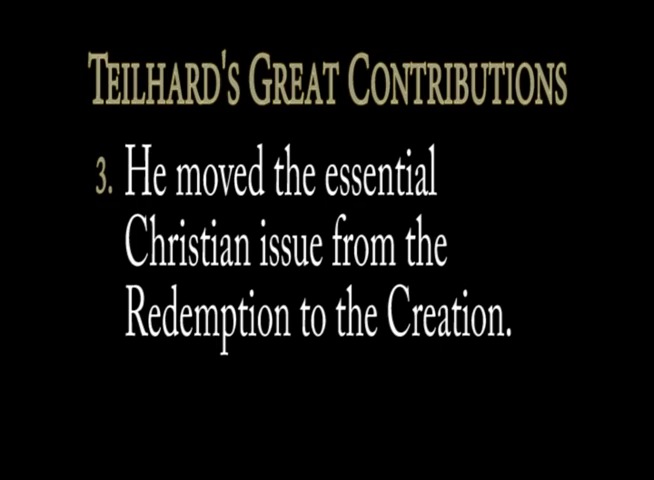 TEILHARD'S GREAT CONTRIBUTIONS
3. He moved the essential
Christian issue from the
Redemption to the Creation.